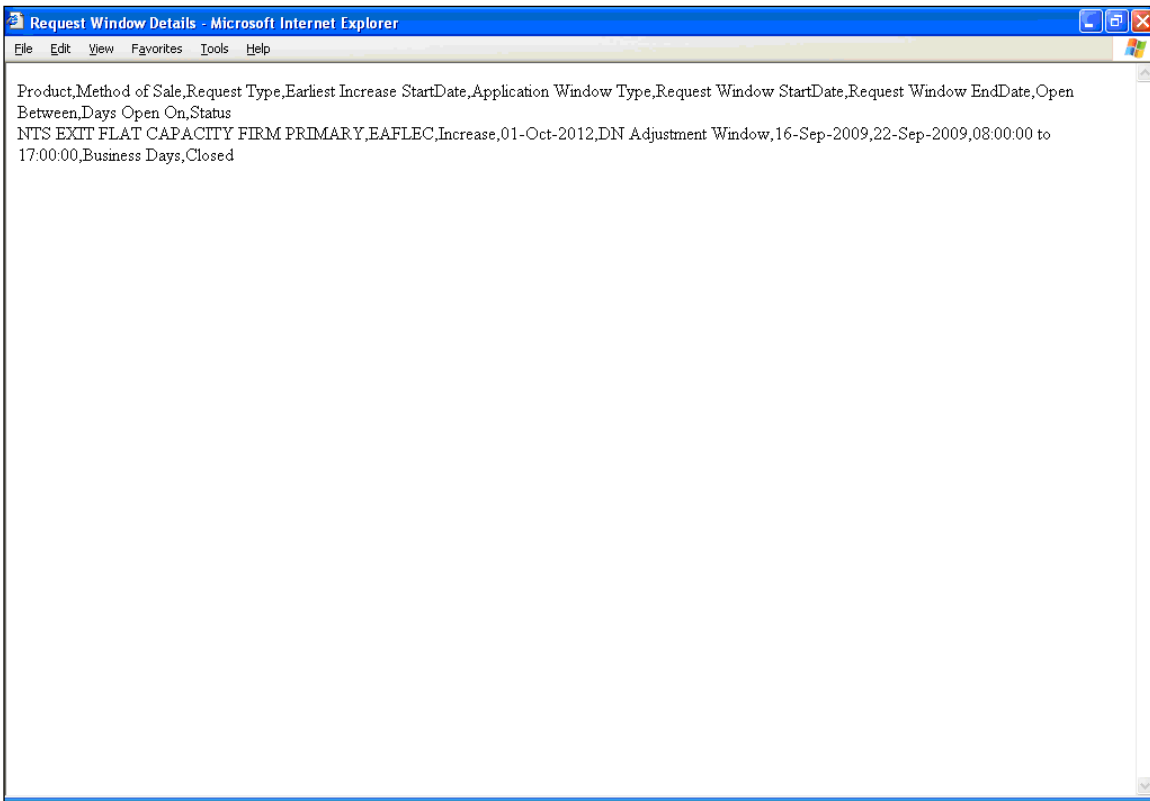 Request Window Details - Microsoft Internet Explorer
File Edit View Favorites Tools Help
Product,Method of Sale,Request Type,Earliest Increase StartDate,Application Window Type,Request Window StartDate,Request Window EndDate,Open
Between,Days Open On,Status
NTS EXIT FLAT CAPACITY FIRM PRIMARY,EAFLEC,Increase,01-Oct-2012,DN Adjustment Window,16-Sep-2009,22-Sep-2009,08:00:00 to
17:00:00,Business Days,Closed